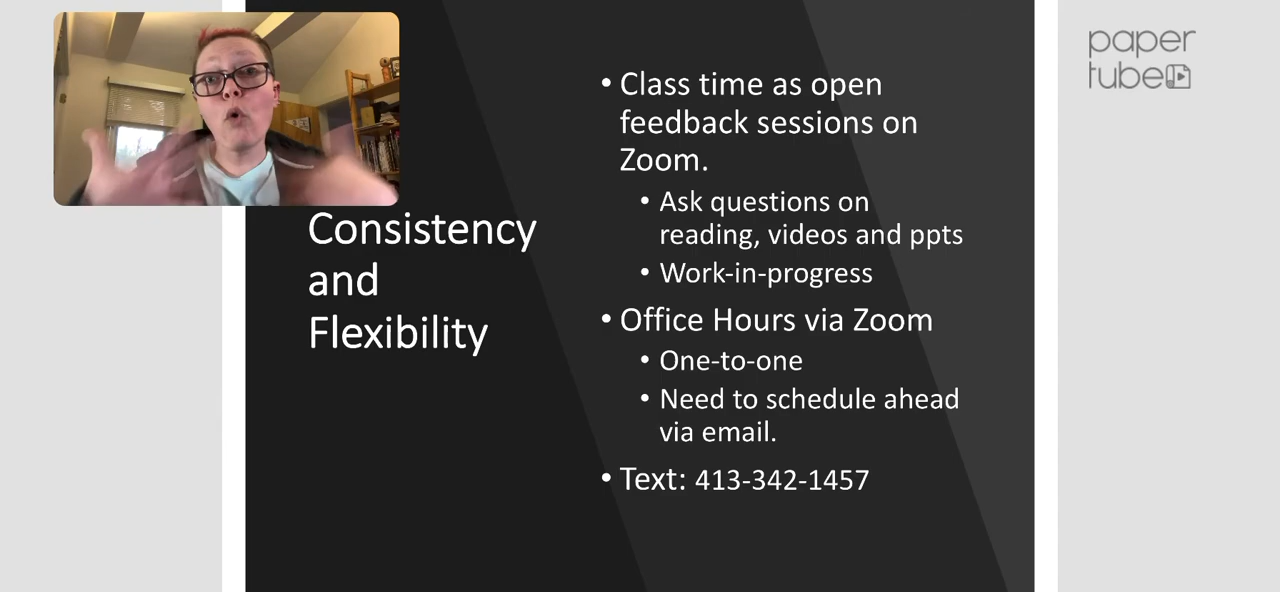 paper
tube
Consistency
and
Flexibility
• Class time as open
feedback sessions on
Zoom.
• Ask questions on
reading, videos and ppts
• Work-in-progress
• Office Hours via Zoom
• One-to-one
• Need to schedule ahead
via email.
• Text: 413-342-1457